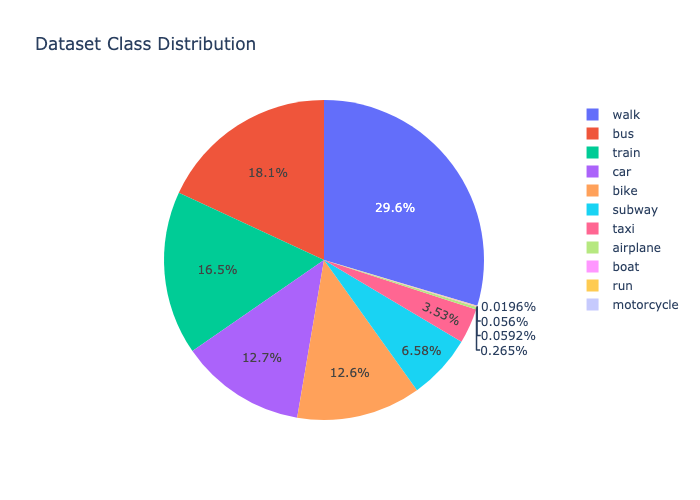 Dataset Class Distribution
29.6%
18.1%
16.5%
12.7%
12.6%
6.58%
3.53%
0.0196%
0.056%
0.0592%
0.265%
walk
bus
train
car
bike
subway
taxi
airplane
boat
run
motorcycle